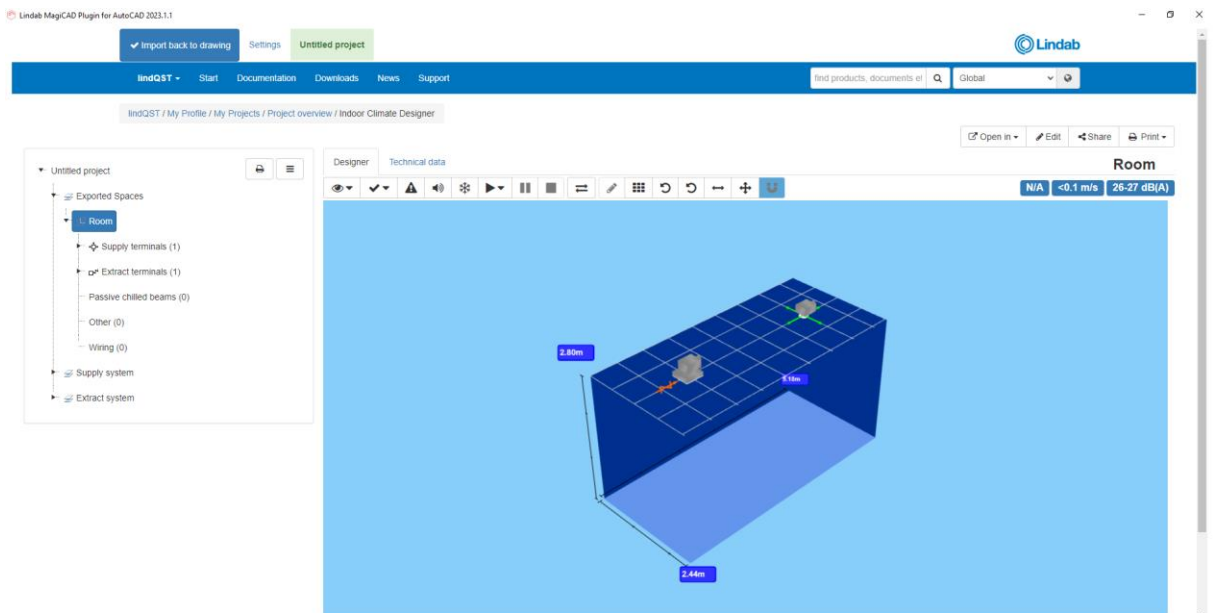 Lindab MagiCAD Plugin for AutoCAD 2023.1.1
Import back to drawing Settings Untitled project
Lindab
lindQST Start Documentation Downloads News Support
find products, documents et Global
lindQST / My Profile / My Projects / Project overview / Indoor Climate Designer
Open in Edit Share Print
Untitled project
Exported Spaces
Room
Supply terminals (1)
Extract terminals (1)
Passive chilled beams (0)
Other (0)
Wiring (0)
Supply system
Extract system
Designer Technical data
Room
N/A <0.1 m/s 26-27 dB(A)
2.80m
5.18m
2.44m